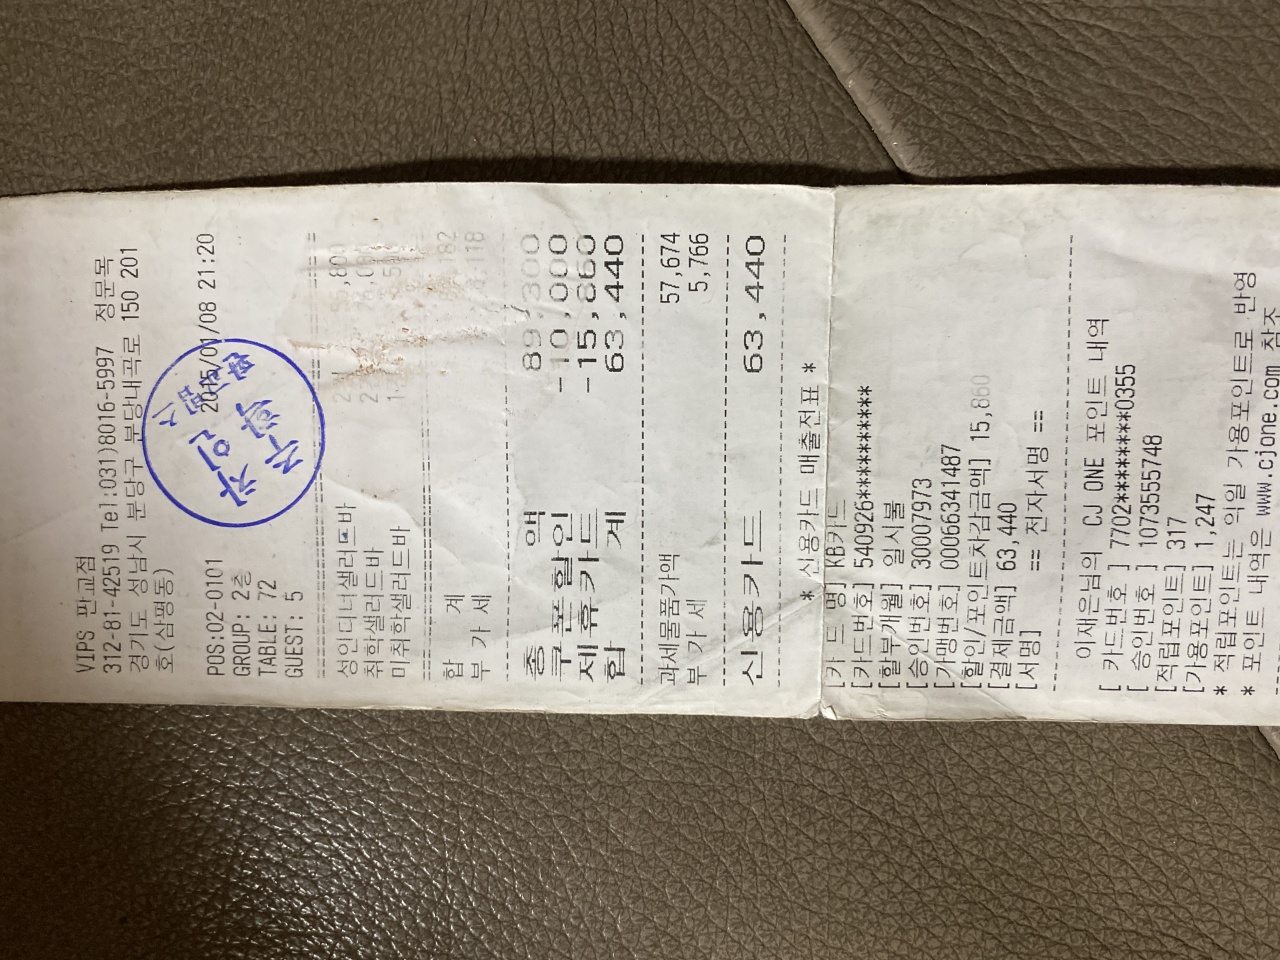 VIPS 판교점
312-81-42519 Tel:031)8016-5997 정문목
경기도 성남시 분당구 분당내곡로 150 201
호(삼평동)
주차
확인
판교빕스
POS:02-0101 2015/01/08 21:20
GROUP: 2층
TABLE: 72
GUEST: 5
성인디너샐러드바 2
취학샐러드바 2
미취학샐러드바 1
합 계
부 가 세
총 액 89,300
쿠폰할인 -10,000
제휴카드 -15,860
합 계 63,440
과세물품가액 57,674
부 가 세 5,766
신용카드 63,440
* 신용카드 매출전표 *
[카 드 명] KB카드
[카드번호] 540926**********
[할부개월] 일시불
[승인번호] 30007973
[가맹번호] 00066341487
[할인/포인트차감금액] 15,860
[결제금액] 63,440
[서명] == 전자서명 ==
이재은님의 CJ ONE 포인트 내역
[ 카드번호 ] 7702********0355
[ 승인번호 ] 1073555748
[적립포인트] 317
[가용포인트] 1,247
* 적립포인트는 익일 가용포인트로 반영
* 포인트 내역은 www.cjone.com 참조